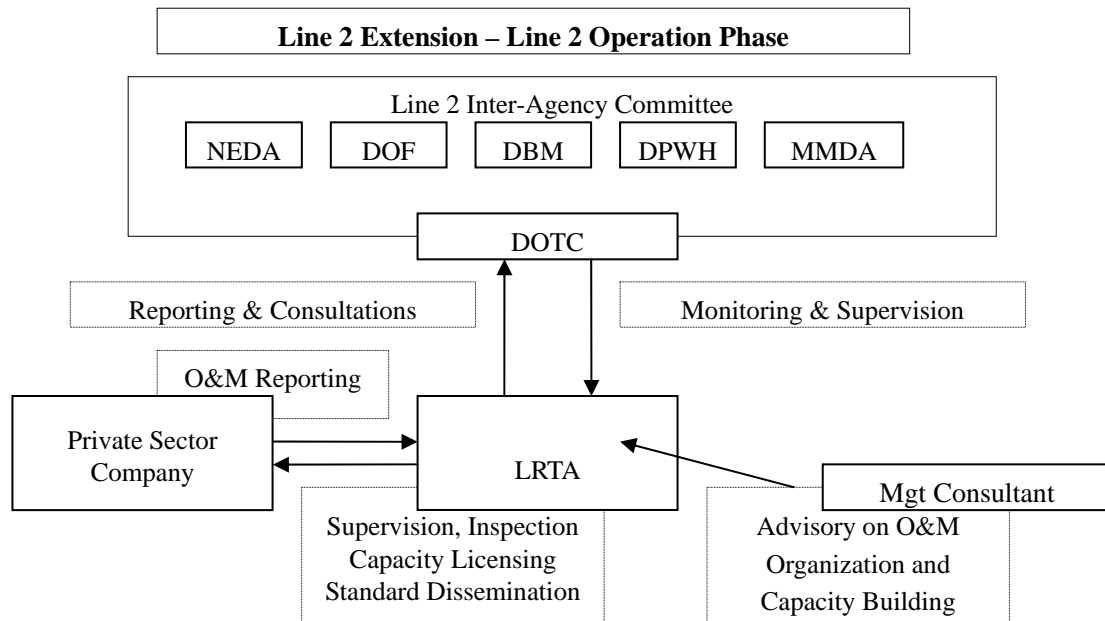 Line 2 Extension – Line 2 Operation Phase
Line 2 Inter-Agency Committee
NEDA
DOF
DBM
DPWH
MMDA
DOTC
Reporting & Consultations
Monitoring & Supervision
O&M Reporting
Private Sector
Company
LRTA
Mgt Consultant
Supervision, Inspection
Capacity Licensing
Standard Dissemination
Advisory on O&M
Organization and
Capacity Building